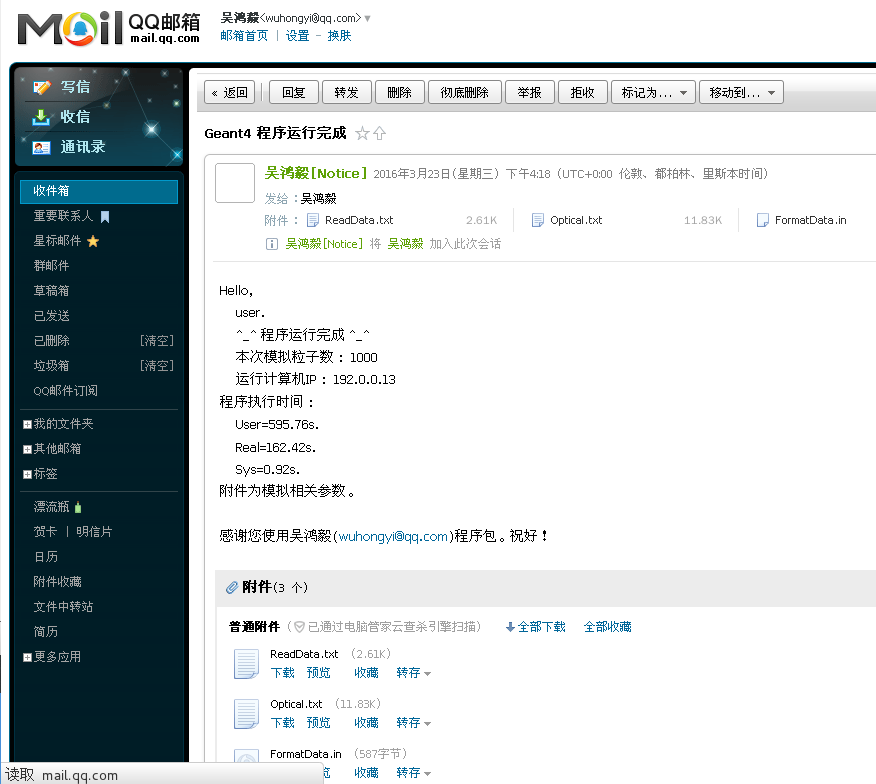 MOil QQ邮箱
mail.qq.com
吴鸿毅<wuhongyi@qq.com>
邮箱首页 | 设置 - 换肤
写信
收信
通讯录
收件箱
重要联系人
星标邮件
群邮件
草稿箱
已发送
已删除 [清空]
垃圾箱 [清空]
QQ邮件订阅
我的文件夹
其他邮箱
标签
漂流瓶
贺卡 | 明信片
日历
附件收藏
文件中转站
简历
更多应用
« 返回 回复 转发 删除 彻底删除 举报 拒收 标记为... 移动到...
Geant4 程序运行完成
吴鸿毅[Notice] 2016年3月23日(星期三) 下午4:18 (UTC+0:00 伦敦、都柏林、里斯本时间)
发给：吴鸿毅
附件： ReadData.txt 2.61K Optical.txt 11.83K FormatData.in
吴鸿毅[Notice] 将 吴鸿毅 加入此次会话
Hello,
user.
^_^ 程序运行完成 ^_^
本次模拟粒子数：1000
运行计算机IP：192.0.0.13
程序执行时间：
User=595.76s.
Real=162.42s.
Sys=0.92s.
附件为模拟相关参数。
感谢您使用吴鸿毅(wuhongyi@qq.com)程序包。祝好！
附件(3 个)
普通附件 (已通过电脑管家云查杀引擎扫描) 全部下载 全部收藏
ReadData.txt (2.61K)
下载 预览 收藏 转存
Optical.txt (11.83K)
下载 预览 收藏 转存
FormatData.in (587字节)
览 收藏 转存
读取 mail.qq.com